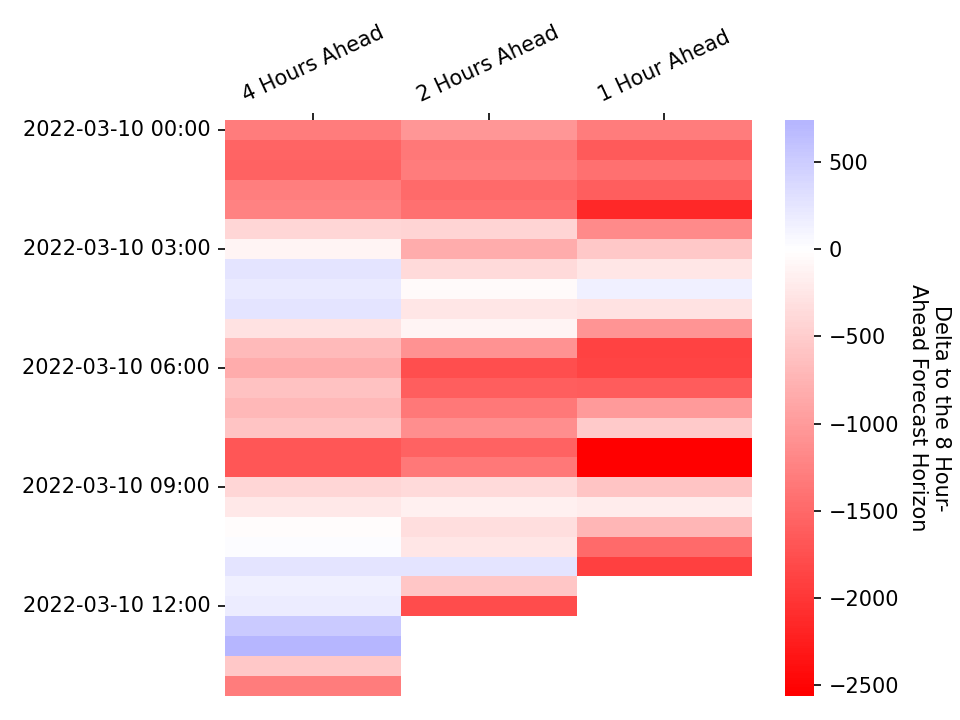 4 Hours Ahead
2 Hours Ahead
1 Hour Ahead
2022-03-10 00:00
2022-03-10 03:00
2022-03-10 06:00
2022-03-10 09:00
2022-03-10 12:00
500
0
−500
−1000
−1500
−2000
−2500
Delta to the 8 Hour-
Ahead Forecast Horizon